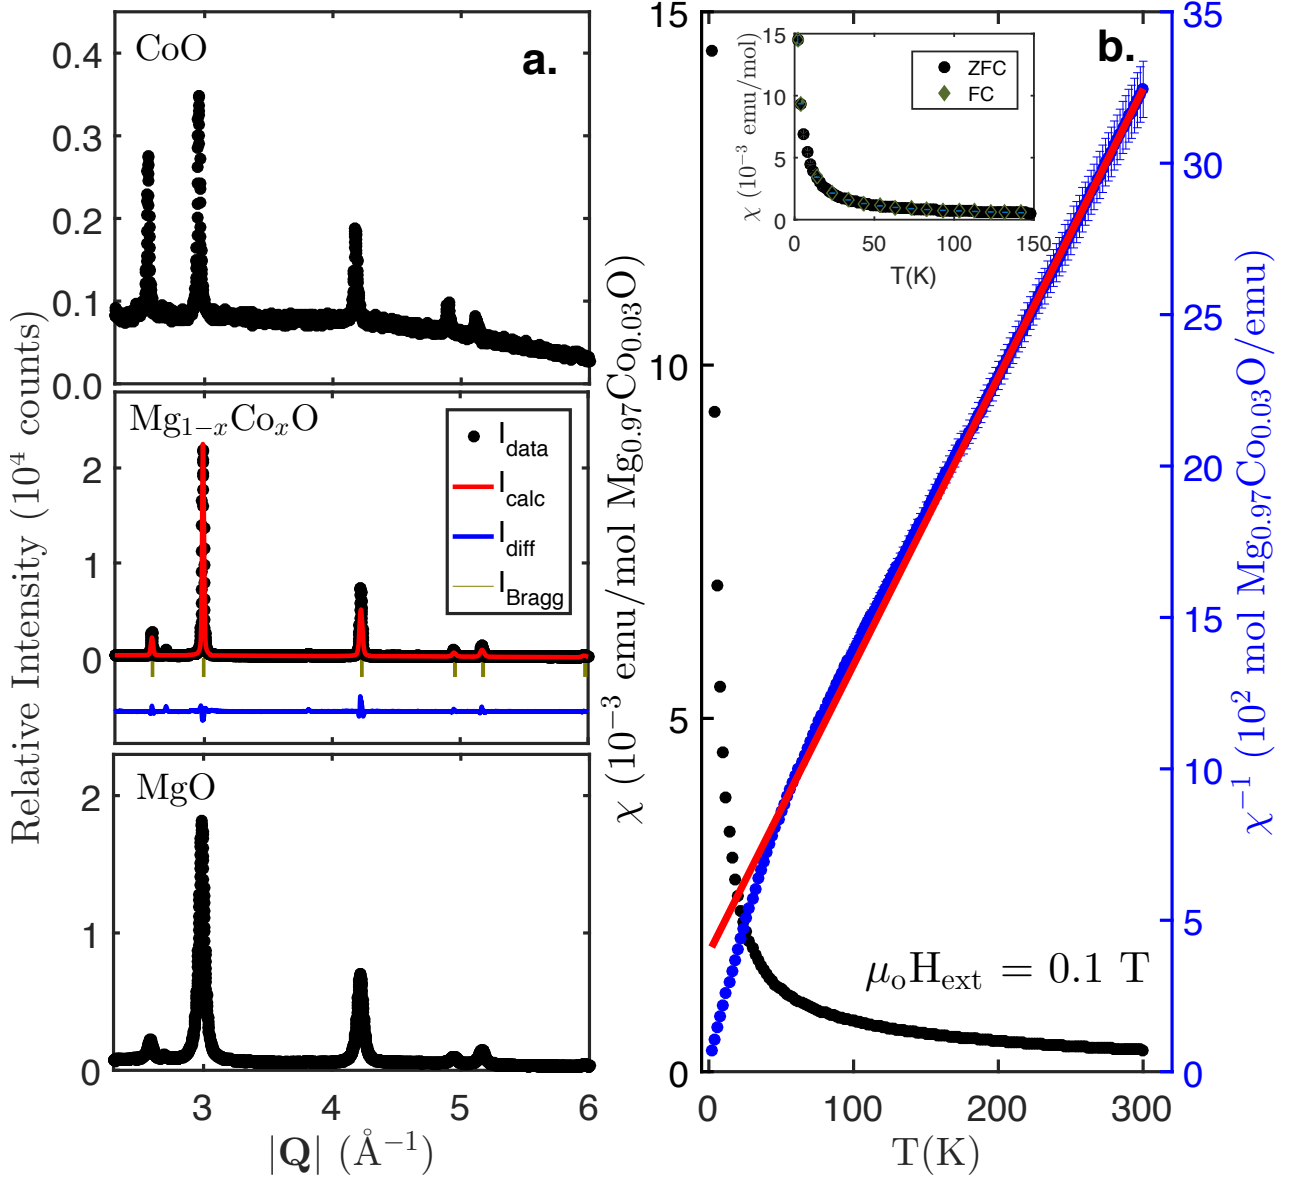 a.
CoO
0.4
0.3
0.2
0.1
0.0
Mg₁₋ₓCoₓO
I_data
I_calc
I_diff
I_Bragg
2
1
0
MgO
2
1
0
3 4 5 6
|Q| (Å⁻¹)
Relative Intensity (10⁴ counts)
b.
15
10
5
0
χ (10⁻³ emu/mol Mg₀.₉₇Co₀.₀₃O)
ZFC
FC
15
10
5
0
χ (10⁻³ emu/mol)
0 50 100 150
T(K)
μₒH_ext = 0.1 T
0 100 200 300
T(K)
35
30
25
20
15
10
5
0
χ⁻¹ (10² mol Mg₀.₉₇Co₀.₀₃O/emu)